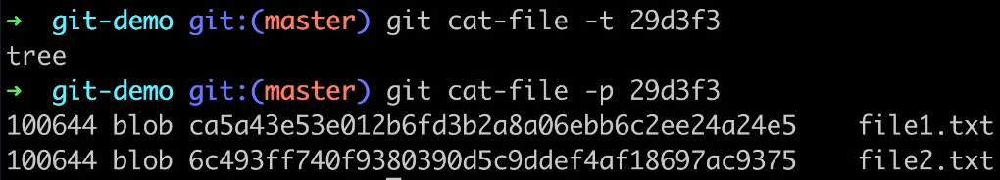 ➜  git-demo git:(master) git cat-file -t 29d3f3
tree
➜  git-demo git:(master) git cat-file -p 29d3f3
100644 blob ca5a43e53e012b6fd3b2a8a06ebb6c2ee24a24e5    file1.txt
100644 blob 6c493ff740f9380390d5c9ddef4af18697ac9375    file2.txt